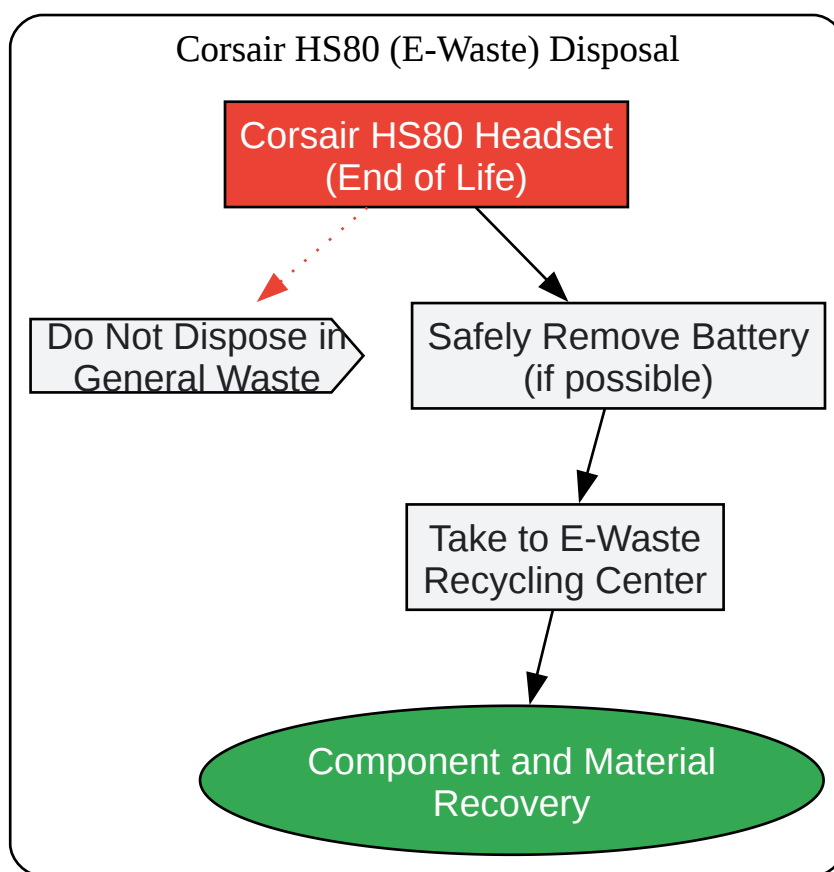 Corsair HS80 (E-Waste) Disposal
Corsair HS80 Headset
(End of Life)
Do Not Dispose in
General Waste
Safely Remove Battery
(if possible)
Take to E-Waste
Recycling Center
Component and Material
Recovery